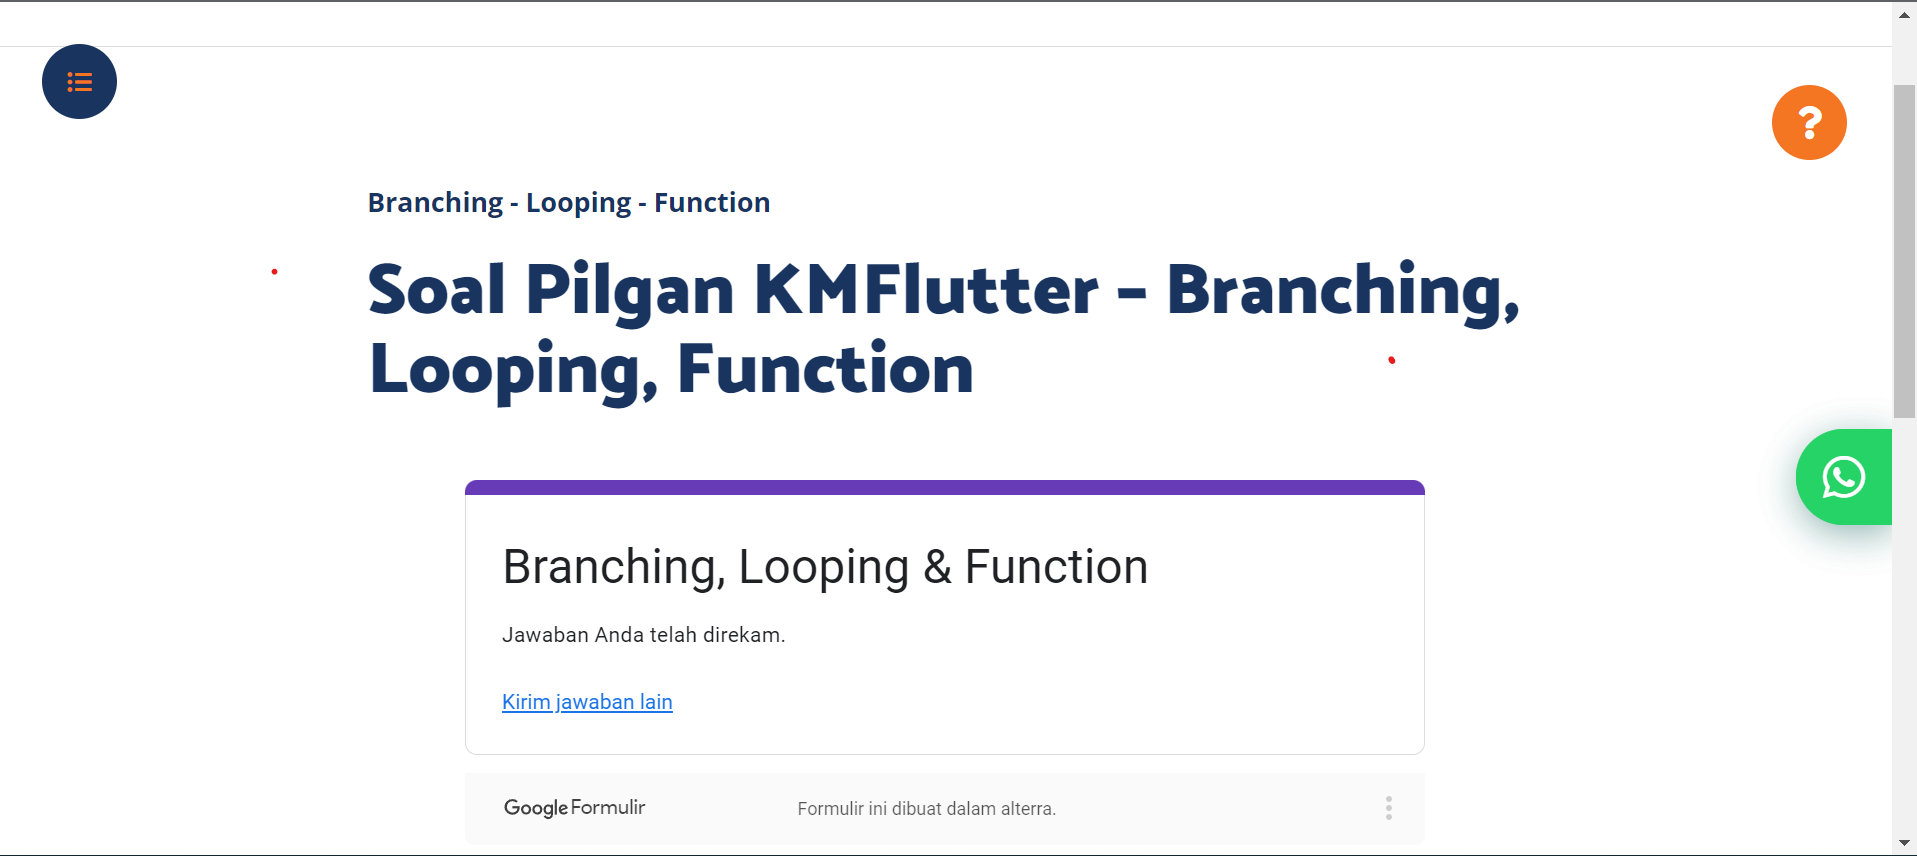 Branching - Looping - Function
Soal Pilgan KMFlutter – Branching,
Looping, Function
Branching, Looping & Function
Jawaban Anda telah direkam.
Kirim jawaban lain
Google Formulir
Formulir ini dibuat dalam alterra.